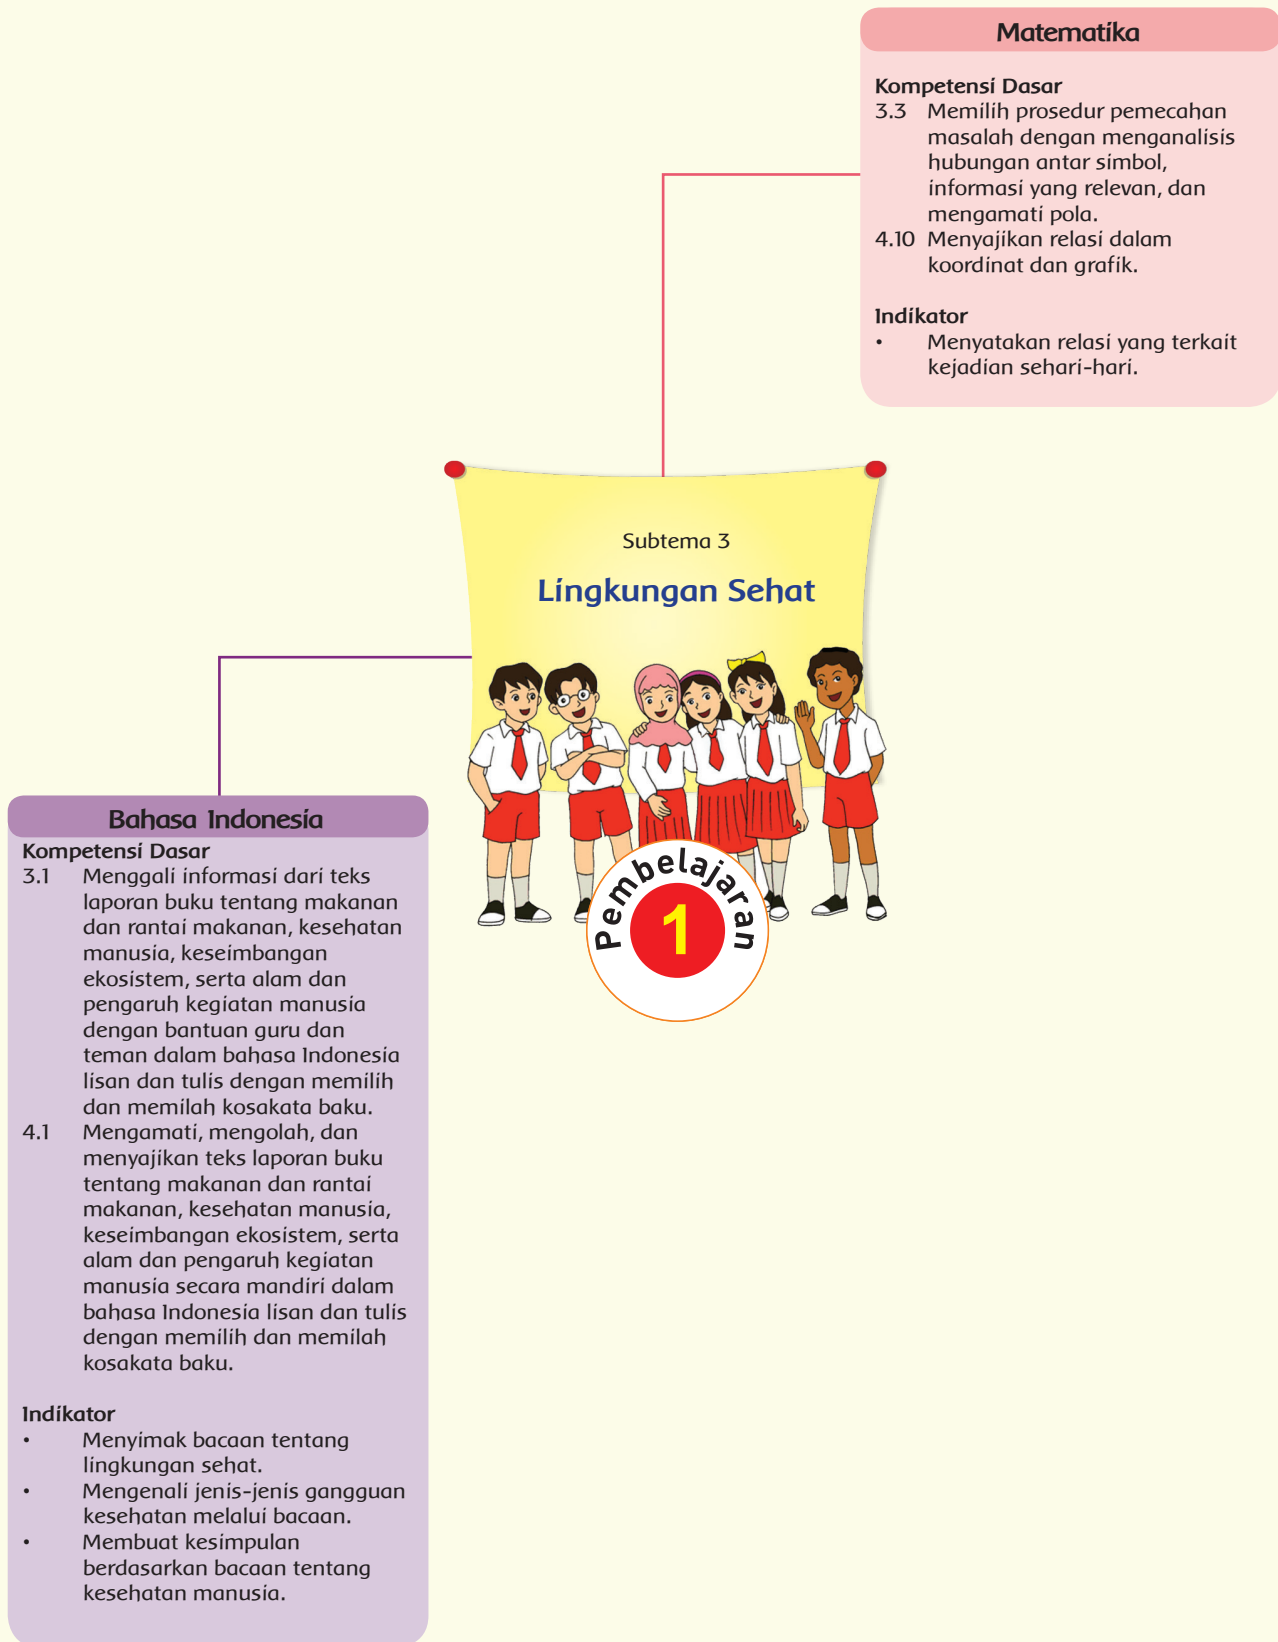 Matematika
Kompetensi Dasar
3.3 Memilih prosedur pemecahan
masalah dengan menganalisis
hubungan antar simbol,
informasi yang relevan, dan
mengamati pola.
4.10 Menyajikan relasi dalam
koordinat dan grafik.
Indikator
• Menyatakan relasi yang terkait
kejadian sehari-hari.
Subtema 3
Lingkungan Sehat
Pembelajaran
1
Bahasa Indonesia
Kompetensi Dasar
3.1 Menggali informasi dari teks
laporan buku tentang makanan
dan rantai makanan, kesehatan
manusia, keseimbangan
ekosistem, serta alam dan
pengaruh kegiatan manusia
dengan bantuan guru dan
teman dalam bahasa Indonesia
lisan dan tulis dengan memilih
dan memilah kosakata baku.
4.1 Mengamati, mengolah, dan
menyajikan teks laporan buku
tentang makanan dan rantai
makanan, kesehatan manusia,
keseimbangan ekosistem, serta
alam dan pengaruh kegiatan
manusia secara mandiri dalam
bahasa Indonesia lisan dan tulis
dengan memilih dan memilah
kosakata baku.
Indikator
• Menyimak bacaan tentang
lingkungan sehat.
• Mengenali jenis-jenis gangguan
kesehatan melalui bacaan.
• Membuat kesimpulan
berdasarkan bacaan tentang
kesehatan manusia.